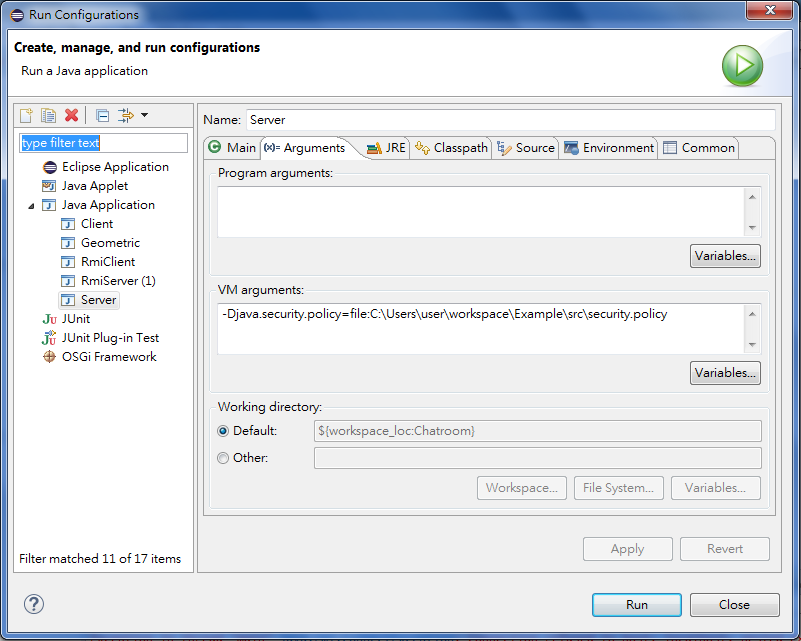 Run Configurations
Create, manage, and run configurations
Run a Java application
type filter text
Eclipse Application
Java Applet
Java Application
Client
Geometric
RmiClient
RmiServer (1)
Server
JUnit
JUnit Plug-in Test
OSGi Framework
Filter matched 11 of 17 items
Name: Server
Main (x)= Arguments JRE Classpath Source Environment Common
Program arguments:
Variables...
VM arguments:
-Djava.security.policy=file:C:\Users\user\workspace\Example\src\security.policy
Variables...
Working directory:
Default: ${workspace_loc:Chatroom}
Other:
Workspace... File System... Variables...
Apply Revert
Run Close